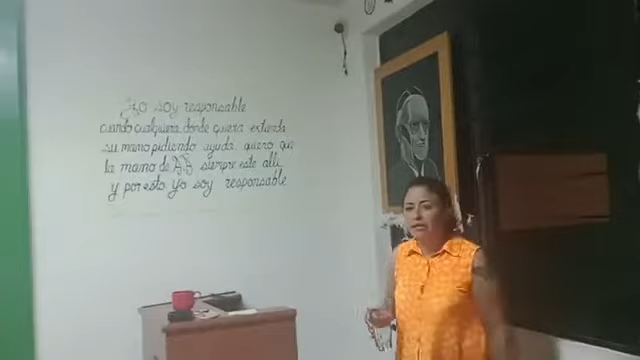 Yo soy responsable
cuando cualquiera donde quiera extienda
su mano pidiendo ayuda quiero que
la mano de AA siempre este alli
y por esto Yo soy responsable